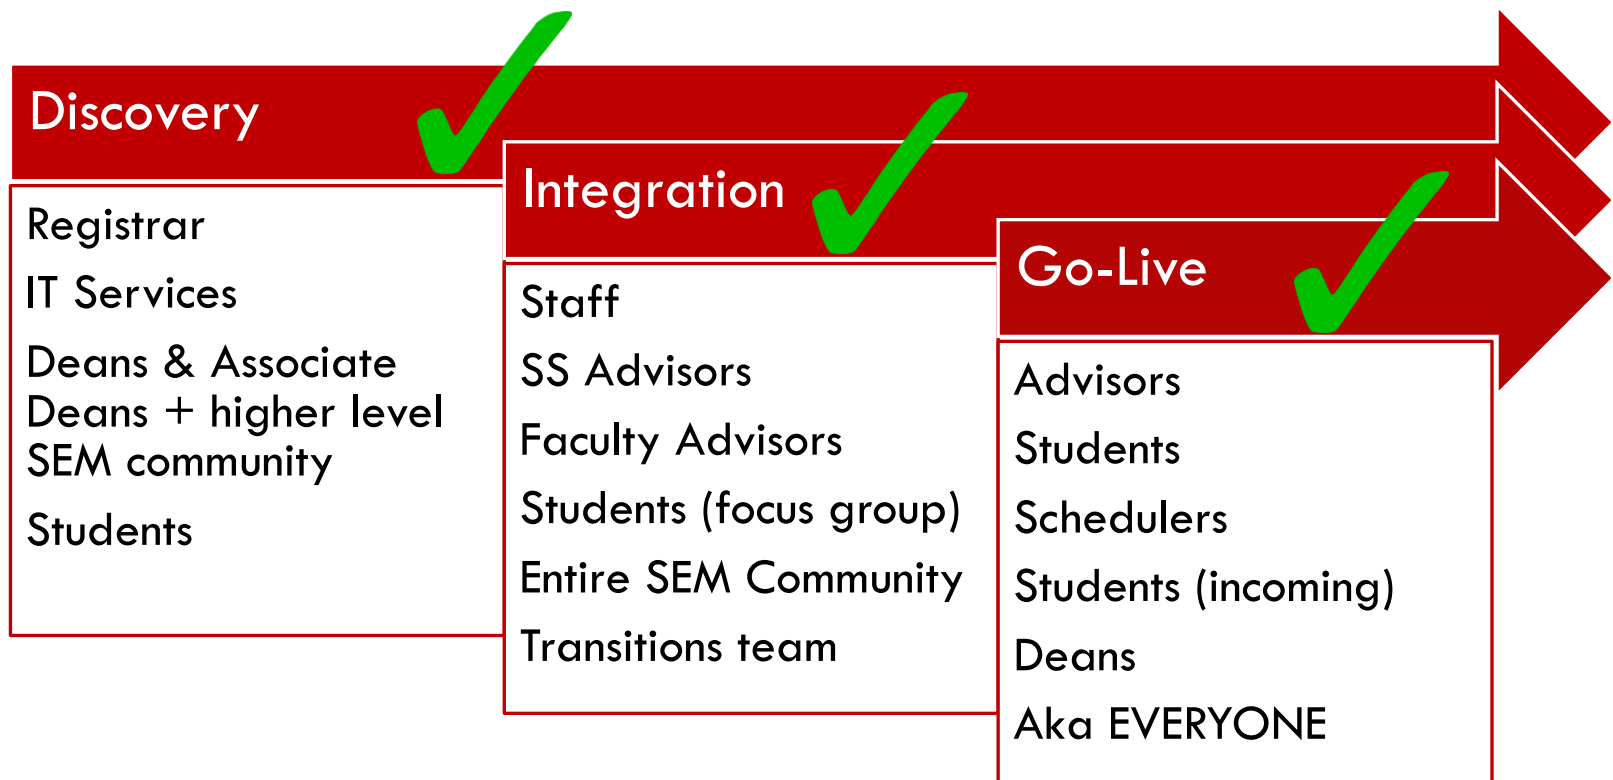 Discovery
Registrar
IT Services
Deans & Associate
Deans + higher level
SEM community
Students
Integration
Staff
SS Advisors
Faculty Advisors
Students (focus group)
Entire SEM Community
Transitions team
Go-Live
Advisors
Students
Schedulers
Students (incoming)
Deans
Aka EVERYONE